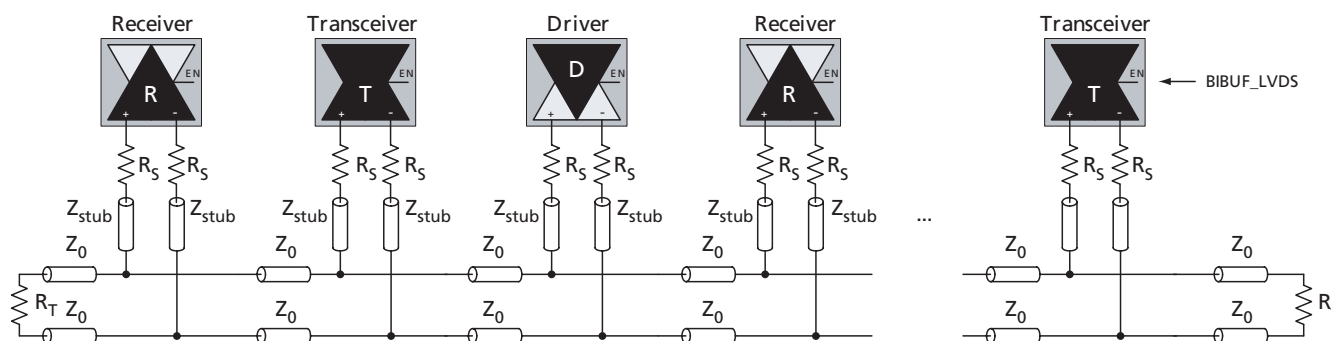 Receiver Transceiver Driver Receiver Transceiver
EN EN EN EN EN
D
R T R T
BIBUF_LVDS
+ - + - + - + - + -
R_S R_S R_S R_S R_S R_S R_S R_S R_S R_S
Z_stub Z_stub Z_stub Z_stub Z_stub Z_stub Z_stub Z_stub
...
Z_0 Z_0 Z_0 Z_0 Z_0 Z_0
R_T R
Z_0 Z_0 Z_0 Z_0 Z_0 Z_0